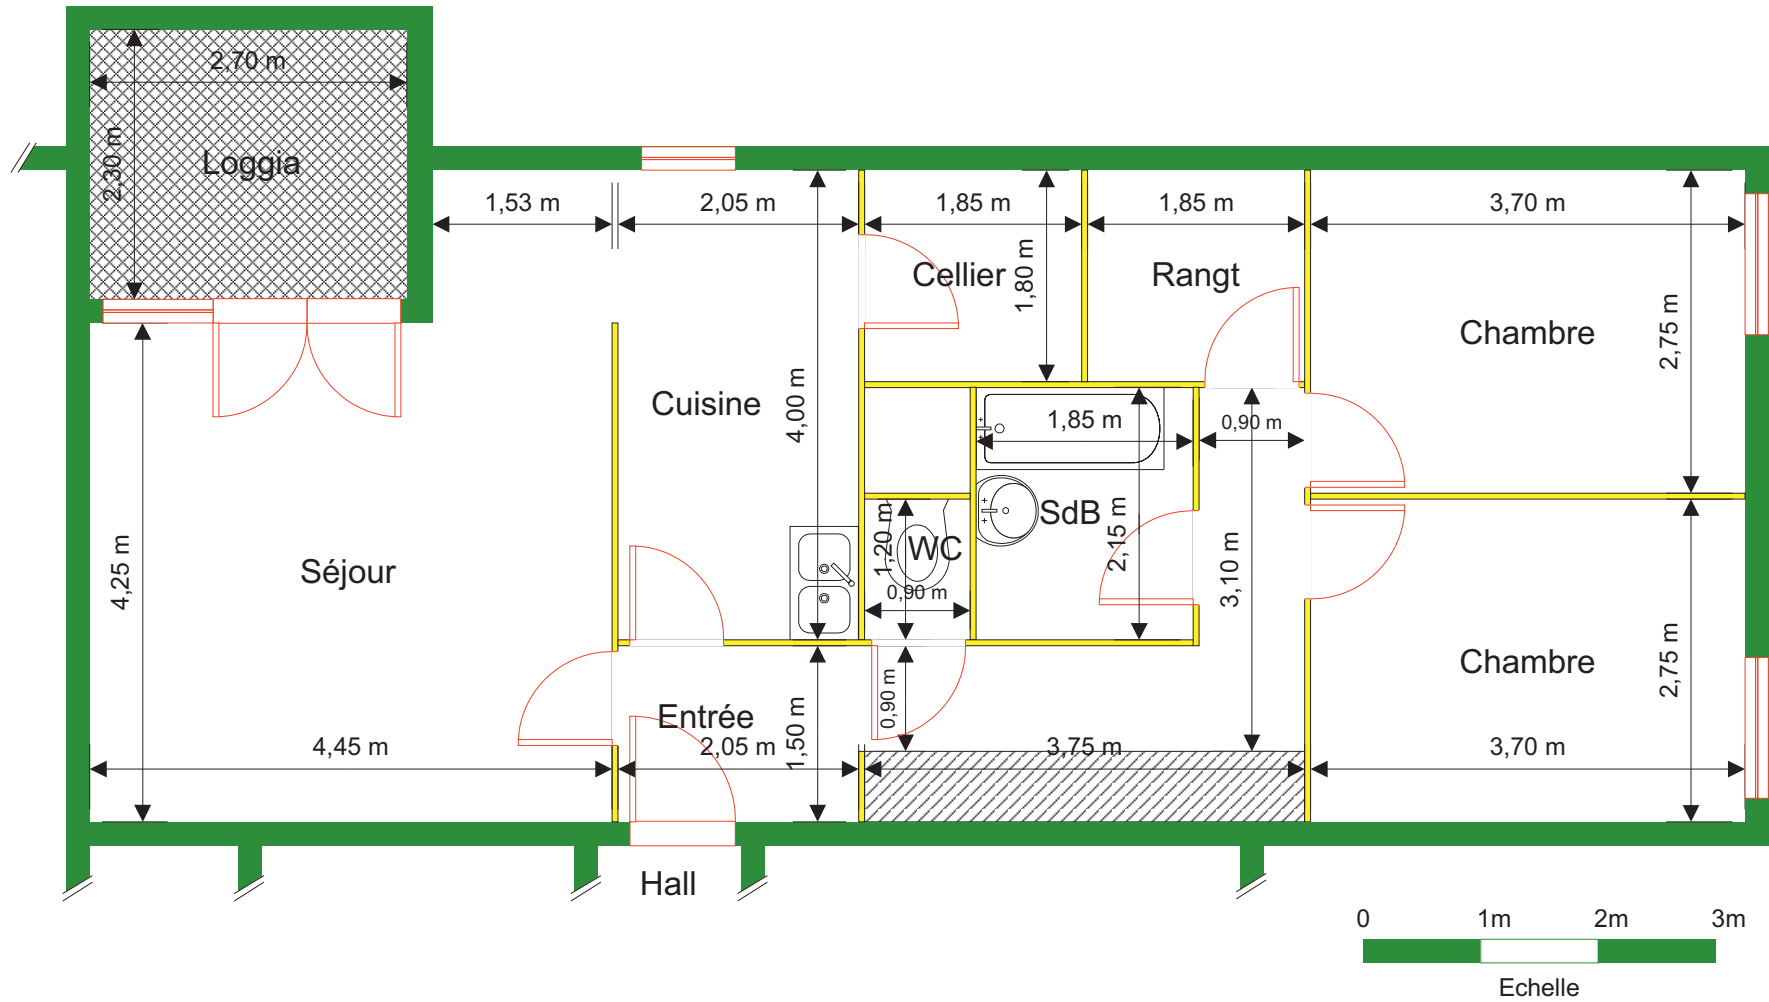 2,70 m
2,30 m
Loggia
1,53 m
2,05 m
1,85 m
1,85 m
3,70 m
Cellier
1,80 m
Rangt
Chambre
2,75 m
Cuisine
4,00 m
1,85 m
0,90 m
4,25 m
Séjour
1,20 m
WC
0,90 m
SdB
2,15 m
3,10 m
Chambre
2,75 m
Entrée
1,50 m
0,90 m
4,45 m
2,05 m
3,75 m
3,70 m
Hall
0 1m 2m 3m
Echelle